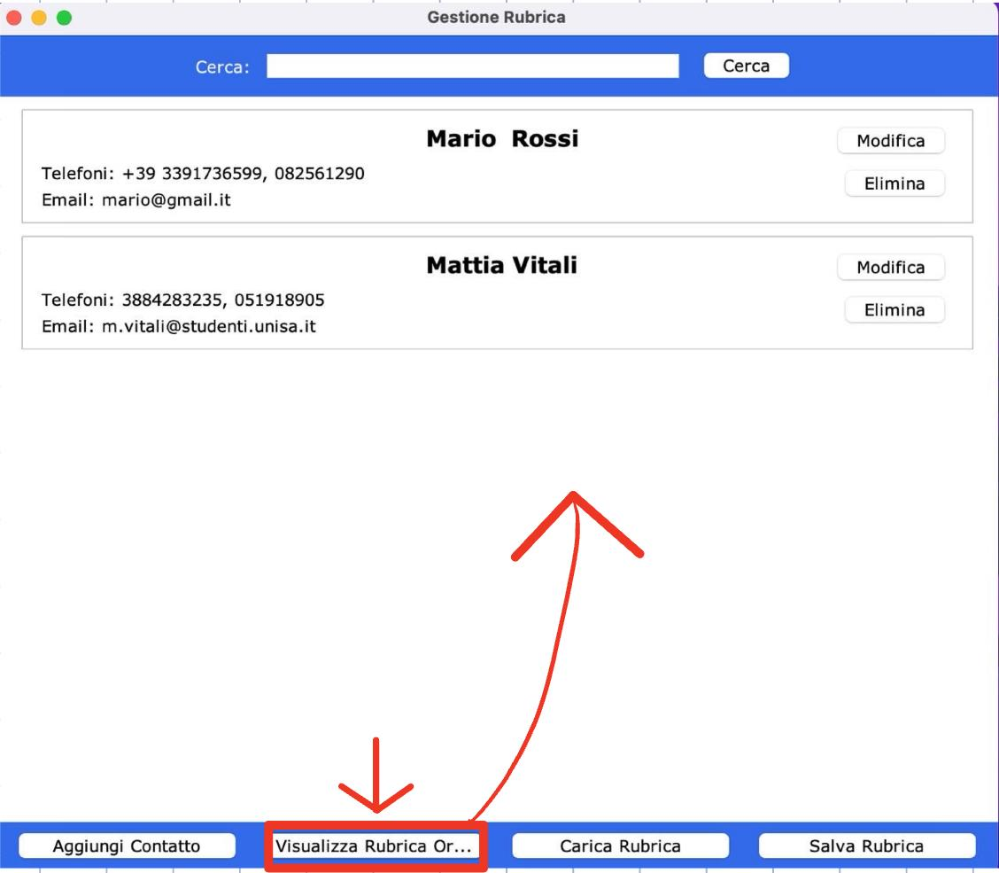 Gestione Rubrica
Cerca:
Cerca
Mario  Rossi
Modifica
Telefoni: +39 3391736599, 082561290
Elimina
Email: mario@gmail.it
Mattia Vitali
Modifica
Telefoni: 3884283235, 051918905
Elimina
Email: m.vitali@studenti.unisa.it
Aggiungi Contatto
Visualizza Rubrica Or...
Carica Rubrica
Salva Rubrica